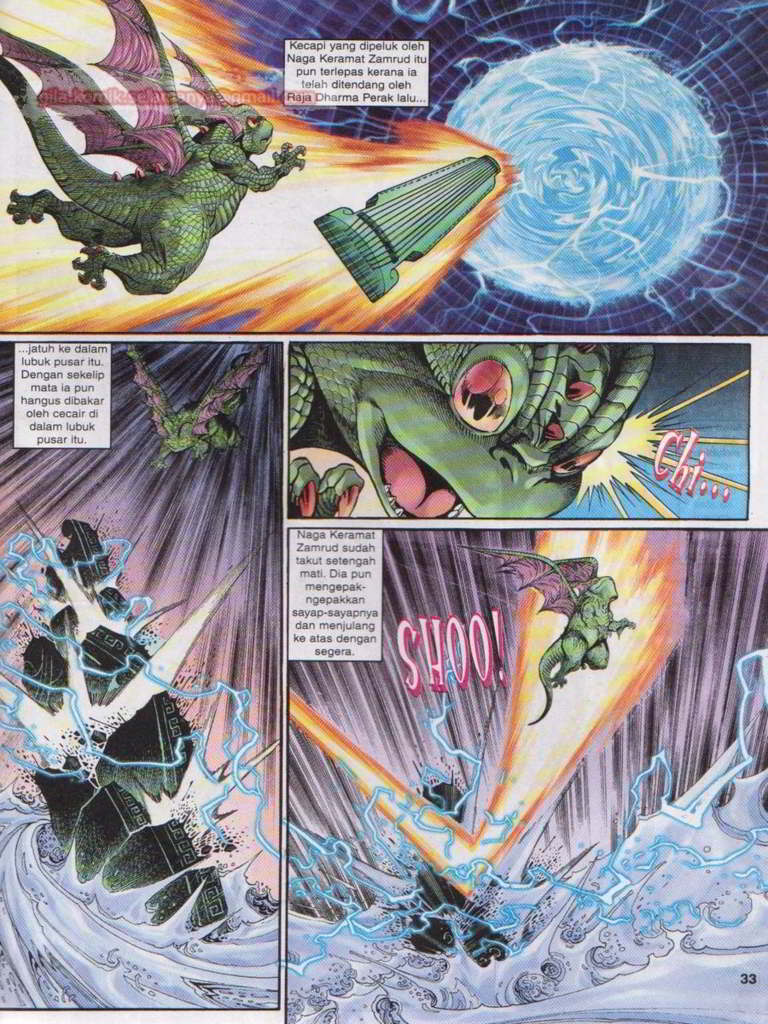 Kecapi yang dipeluk oleh
Naga Keramat Zamrud itu
pun terlepas kerana ia
telah ditendang oleh
Raja Dharma Perak lalu...
...jatuh ke dalam
lubuk pusar itu.
Dengan sekelip
mata ia pun
hangus dibakar
oleh cecair di
dalam lubuk
pusar itu.
Chi...
Naga Keramat
Zamrud sudah
takut setengah
mati. Dia pun
mengepak-
ngepakkan
sayap-sayapnya
dan menjulang
ke atas dengan
segera.
SHOO!
33